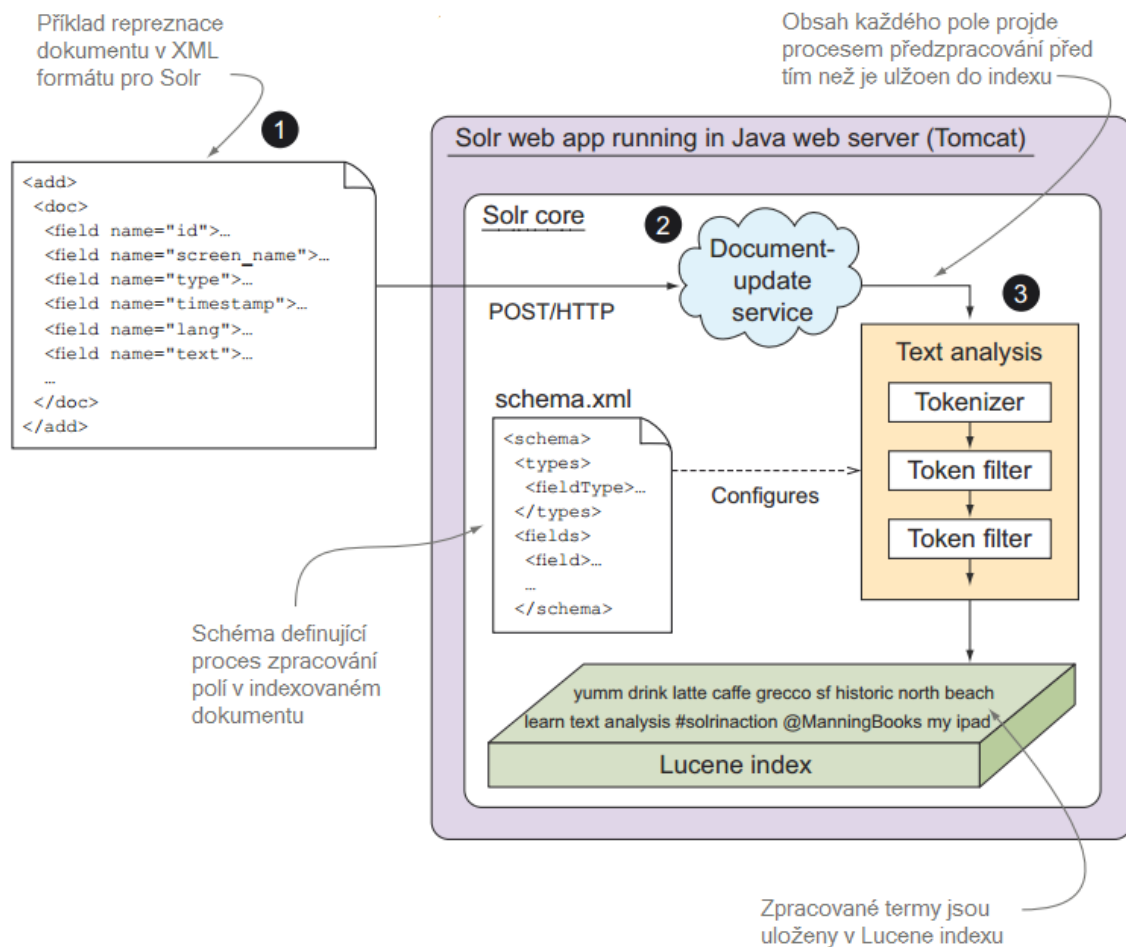 Příklad repreznace
dokumentu v XML
formátu pro Solr
Obsah každého pole projde
procesem předzpracování před
tím než je ulžoen do indexu
1
Solr web app running in Java web server (Tomcat)
<add>
<doc>
<field name="id">…
<field name="screen_name">…
<field name="type">…
<field name="timestamp">…
<field name="lang">…
<field name="text">…
…
</doc>
</add>
Solr core
2
Document-
update
service
POST/HTTP
3
Text analysis
Tokenizer
Token filter
Token filter
schema.xml
<schema>
<types>
<fieldType>…
</types>
<fields>
<field>…
…
</schema>
Configures
Schéma definující
proces zpracování
polí v indexovaném
dokumentu
yumm drink latte caffe grecco sf historic north beach
learn text analysis #solrinaction @ManningBooks my ipad
Lucene index
Zpracované termy jsou
uloženy v Lucene indexu